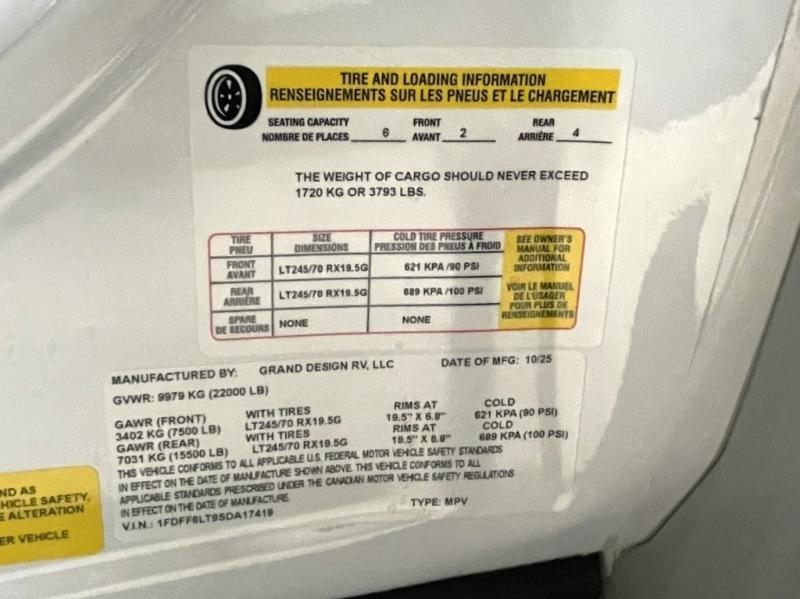 TIRE AND LOADING INFORMATION
RENSEIGNEMENTS SUR LES PNEUS ET LE CHARGEMENT
SEATING CAPACITY FRONT REAR
NOMBRE DE PLACES 6 AVANT 2 ARRIÈRE 4
THE WEIGHT OF CARGO SHOULD NEVER EXCEED
1720 KG OR 3793 LBS.
TIRE SIZE COLD TIRE PRESSURE
PNEU DIMENSIONS PRESSION DES PNEUS À FROID
FRONT
AVANT LT245/70 RX19.5G 621 KPA /90 PSI
REAR
ARRIÈRE LT245/70 RX19.5G 689 KPA /100 PSI
SPARE
DE SECOURS NONE NONE
SEE OWNER'S
MANUAL FOR
ADDITIONAL
INFORMATION
VOIR LE MANUEL
DE L'USAGER
POUR PLUS DE
RENSEIGNEMENTS
MANUFACTURED BY: GRAND DESIGN RV, LLC DATE OF MFG: 10/25
GVWR: 9979 KG (22000 LB)
GAWR (FRONT) WITH TIRES RIMS AT COLD
3402 KG (7500 LB) LT245/70 RX19.5G 19.5" X 6.8" 621 KPA (90 PSI)
GAWR (REAR) WITH TIRES RIMS AT COLD
7031 KG (15500 LB) LT245/70 RX19.5G 19.5" X 6.8" 689 KPA (100 PSI)
THIS VEHICLE CONFORMS TO ALL APPLICABLE U.S. FEDERAL MOTOR VEHICLE SAFETY STANDARDS
IN EFFECT ON THE DATE OF MANUFACTURE SHOWN ABOVE. THIS VEHICLE CONFORMS TO ALL
APPLICABLE STANDARDS PRESCRIBED UNDER THE CANADIAN MOTOR VEHICLE SAFETY REGULATIONS
IN EFFECT ON THE DATE OF MANUFACTURE.
V.I.N.: 1FDFF6LT9SDA17419 TYPE: MPV
ND AS
HICLE SAFETY,
E ALTERATION
ER VEHICLE